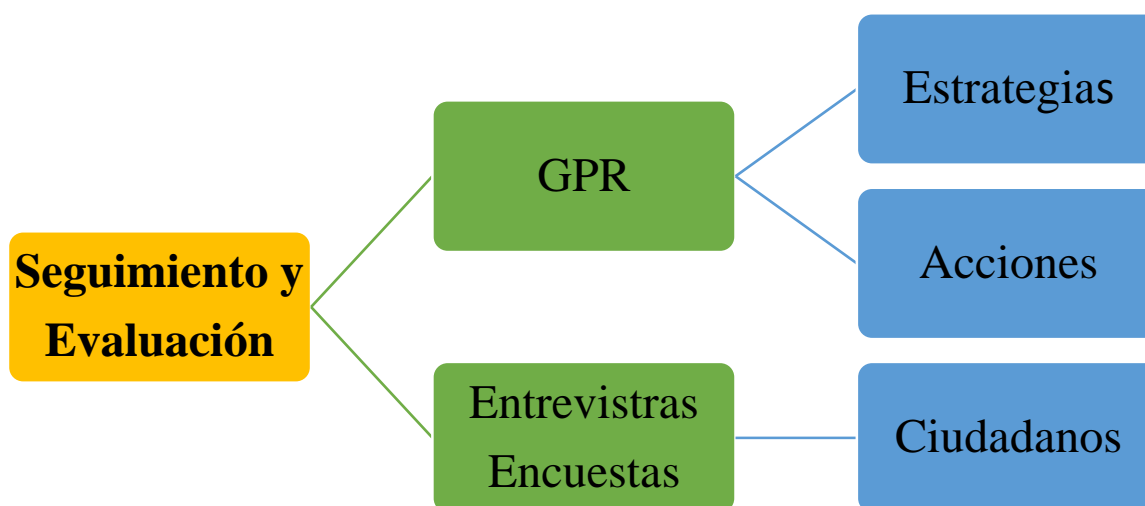 Seguimiento y
Evaluación
GPR
Entrevistras
Encuestas
Estrategias
Acciones
Ciudadanos